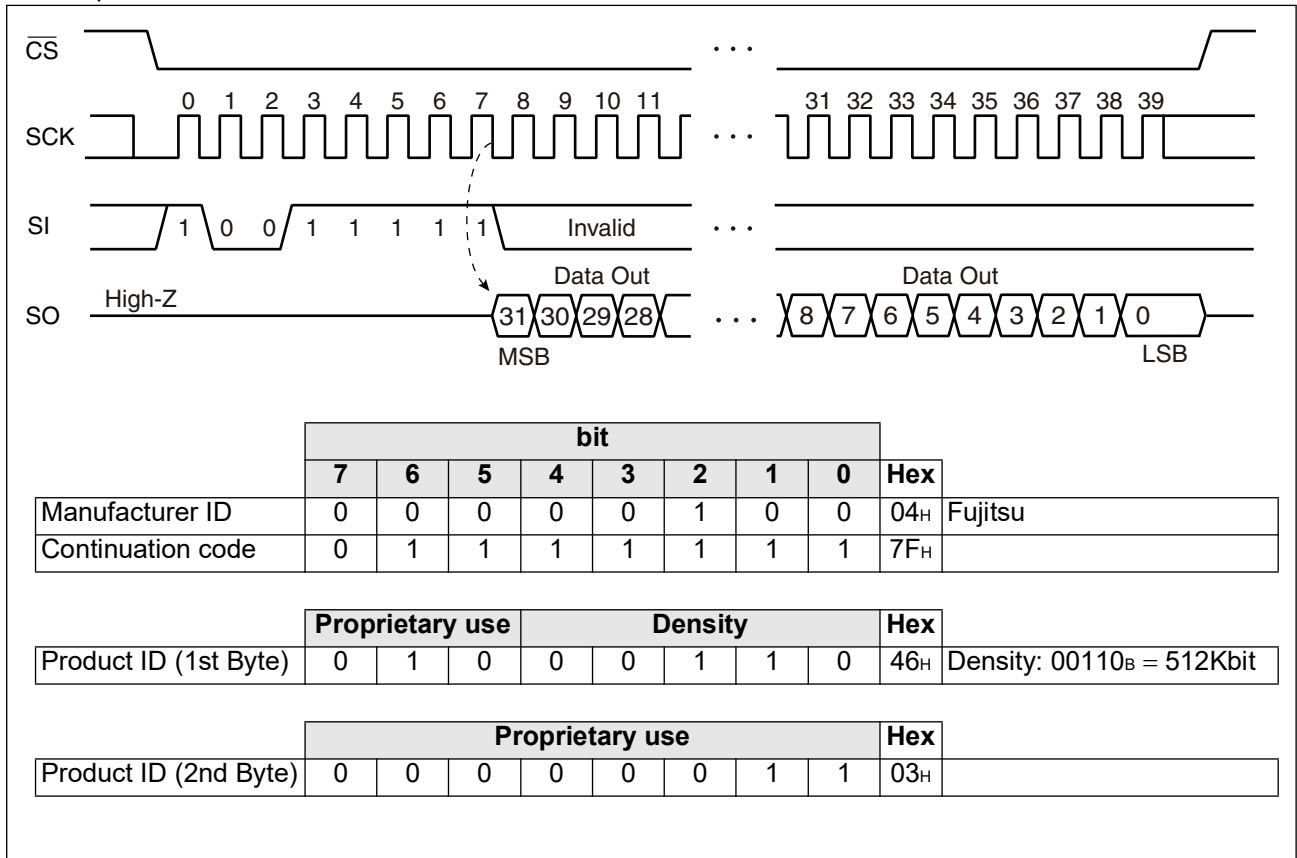 CS
0 1 2 3 4 5 6 7 8 9 10 11 31 32 33 34 35 36 37 38 39
SCK
SI 1 0 0 1 1 1 1 1 Invalid
Data Out Data Out
High-Z
SO 31 30 29 28 8 7 6 5 4 3 2 1 0
MSB LSB
bit
7 6 5 4 3 2 1 0 Hex
Manufacturer ID 0 0 0 0 0 1 0 0 04H Fujitsu
Continuation code 0 1 1 1 1 1 1 1 7FH
Proprietary use Density Hex
Product ID (1st Byte) 0 1 0 0 0 1 1 0 46H Density: 00110B = 512Kbit
Proprietary use Hex
Product ID (2nd Byte) 0 0 0 0 0 0 1 1 03H